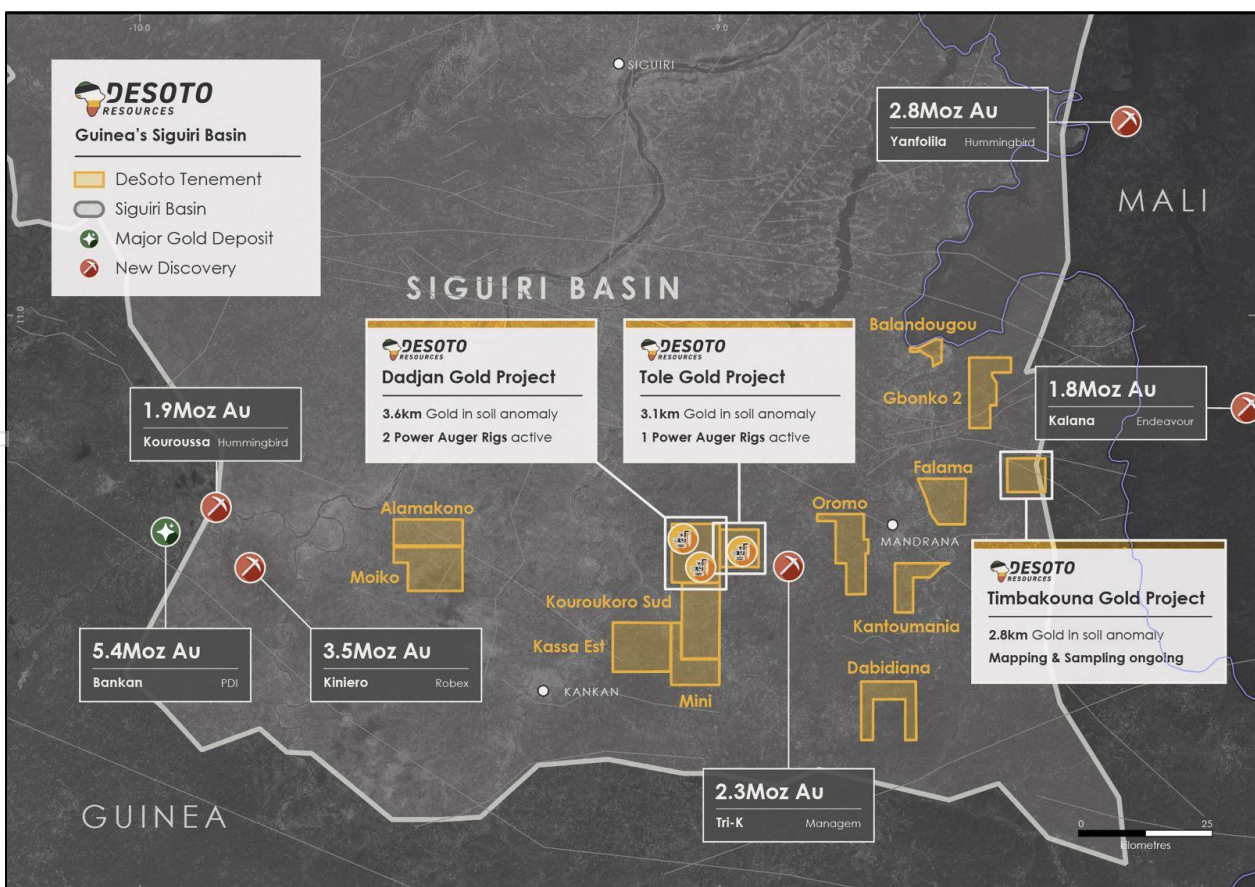 -10.0
-9.0
11.0
DESOTO
RESOURCES
Guinea's Siguiri Basin
DeSoto Tenement
Siguiri Basin
Major Gold Deposit
New Discovery
SIGUIRI
2.8Moz Au
Yanfolila Hummingbird
MALI
SIGUIRI BASIN
DESOTO
RESOURCES
Dadjan Gold Project
3.6km Gold in soil anomaly
2 Power Auger Rigs active
DESOTO
RESOURCES
Tole Gold Project
3.1km Gold in soil anomaly
1 Power Auger Rigs active
Balandougou
Gbonko 2
1.8Moz Au
Kalana Endeavour
1.9Moz Au
Kouroussa Hummingbird
Falama
Oromo
MANDRANA
Alamakono
Moiko
Kouroukoro Sud
Kassa Est
Mini
KANKAN
Kantoumania
Dabidiana
DESOTO
RESOURCES
Timbakouna Gold Project
2.8km Gold in soil anomaly
Mapping & Sampling ongoing
5.4Moz Au
Bankan PDI
3.5Moz Au
Kiniero Robex
2.3Moz Au
Tri-K Managem
GUINEA
0 25
kilometres